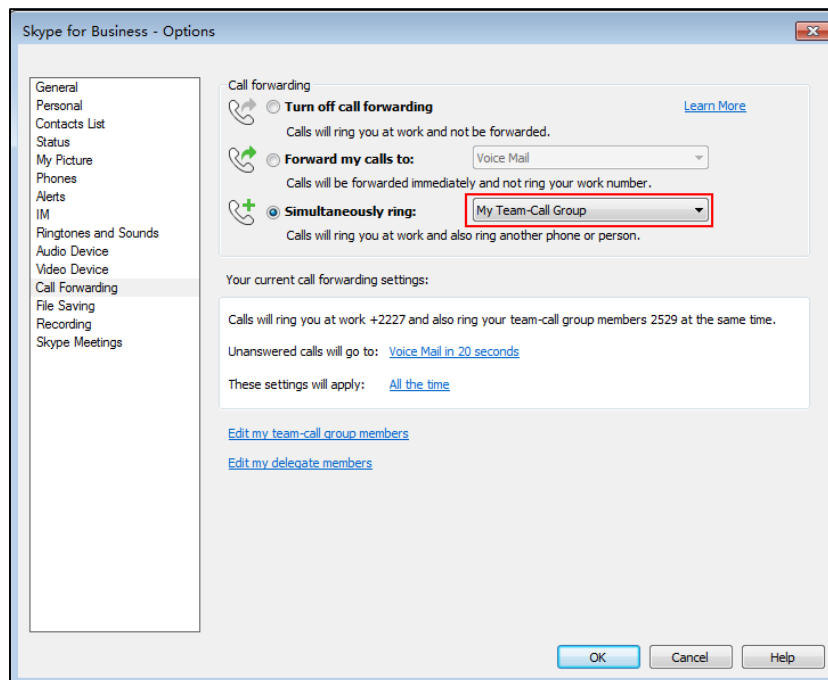 Skype for Business - Options
General
Personal
Contacts List
Status
My Picture
Phones
Alerts
IM
Ringtones and Sounds
Audio Device
Video Device
Call Forwarding
File Saving
Recording
Skype Meetings
Call forwarding
Turn off call forwarding
Learn More
Calls will ring you at work and not be forwarded.
Forward my calls to:
Voice Mail
Calls will be forwarded immediately and not ring your work number.
Simultaneously ring:
My Team-Call Group
Calls will ring you at work and also ring another phone or person.
Your current call forwarding settings:
Calls will ring you at work +2227 and also ring your team-call group members 2529 at the same time.
Unanswered calls will go to: Voice Mail in 20 seconds
These settings will apply: All the time
Edit my team-call group members
Edit my delegate members
OK
Cancel
Help